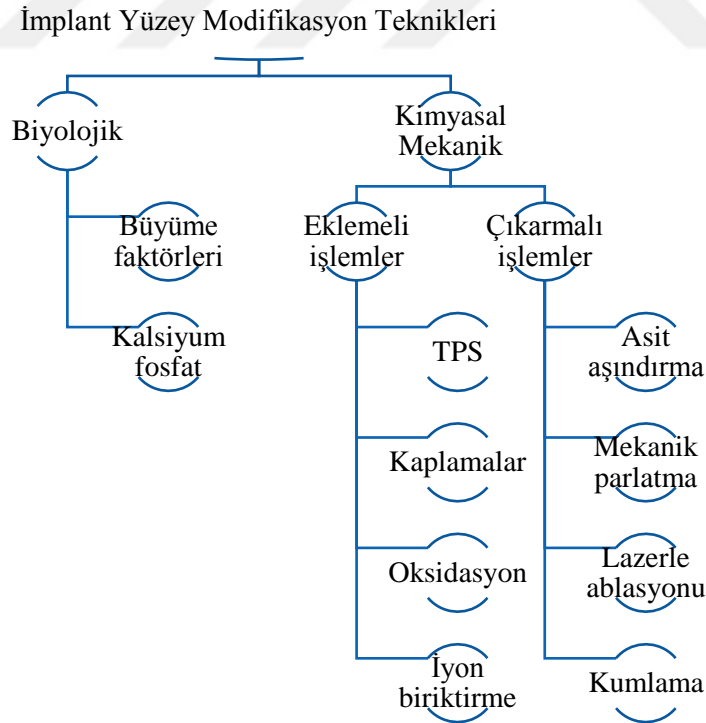 İmplant Yüzey Modifikasyon Teknikleri
Biyolojik
Büyüme
faktörleri
Kalsiyum
fosfat
Kimyasal
Mekanik
Eklemeli
işlemler
TPS
Kaplamalar
Oksidasyon
İyon
biriktirme
Çıkarmalı
işlemler
Asit
aşındırma
Mekanik
parlatma
Lazerle
ablasyonu
Kumlama